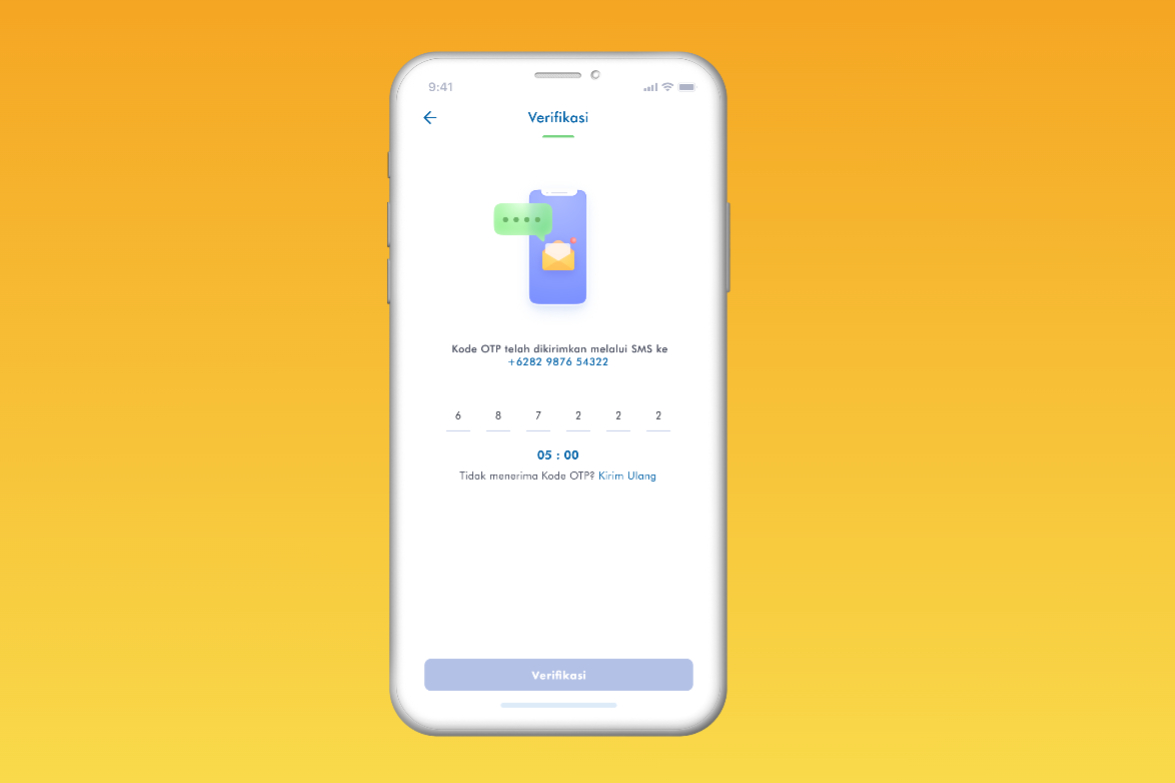 9:41
Verifikasi
Kode OTP telah dikirimkan melalui SMS ke
+6282 9876 54322
6 8 7 2 2 2
05 : 00
Tidak menerima Kode OTP? Kirim Ulang
Verifikasi